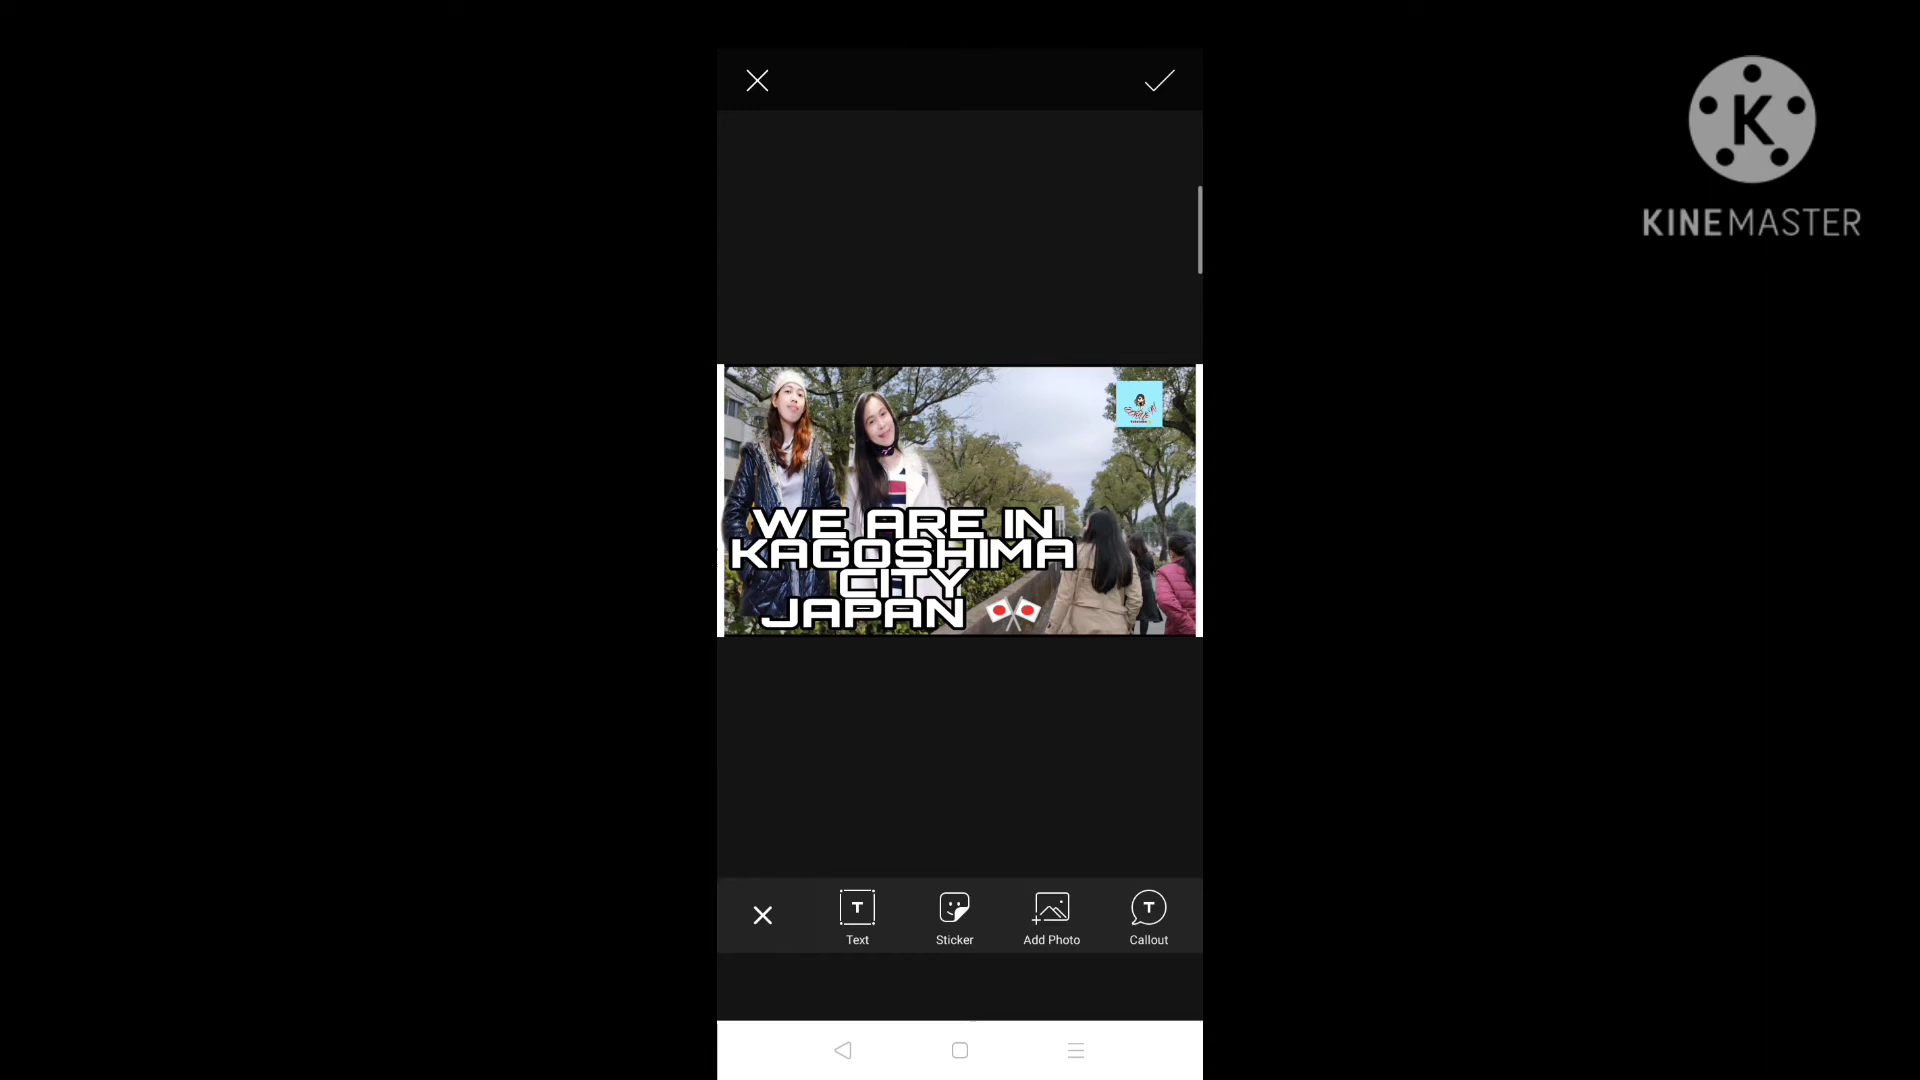 K
KINEMASTER
WE ARE IN
KAGOSHIMA
CITY
JAPAN
T
Text
Sticker
Add Photo
T
Callout